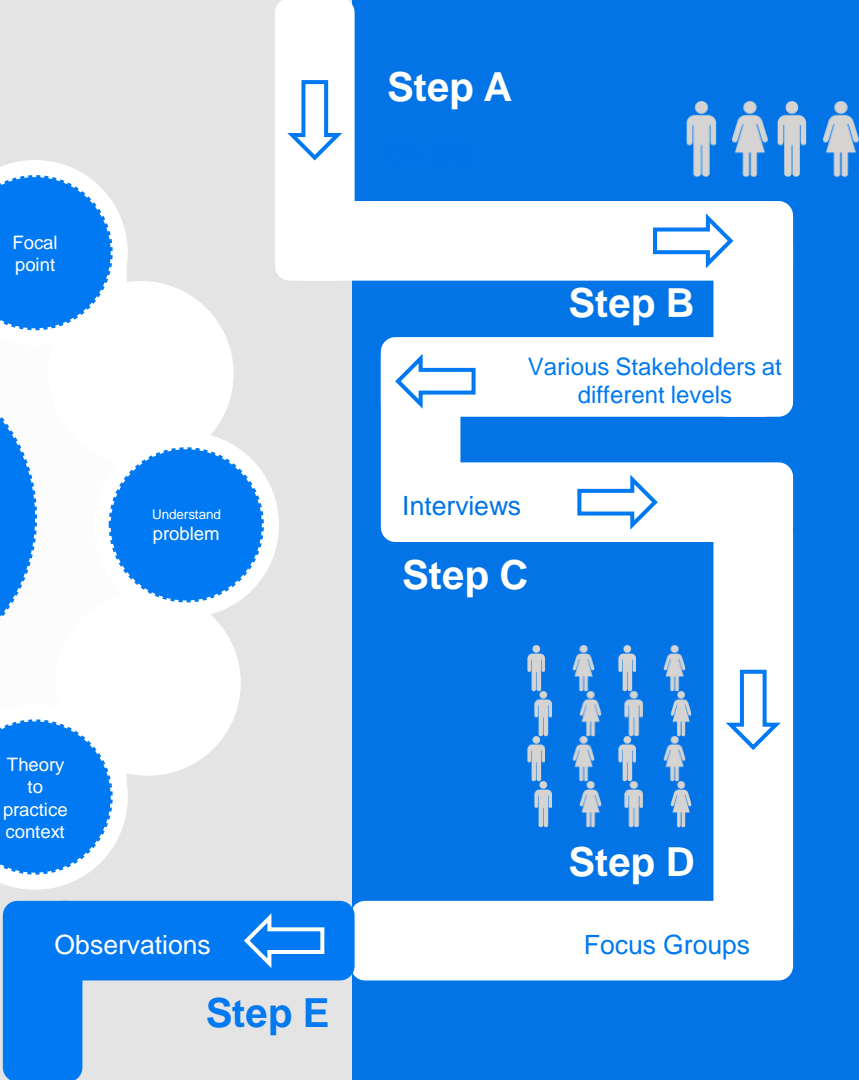 Step A
Focal
point
Step B
Various Stakeholders at
different levels
Interviews
Understand
problem
Step C
Theory
to
practice
context
Step D
Observations
Focus Groups
Step E